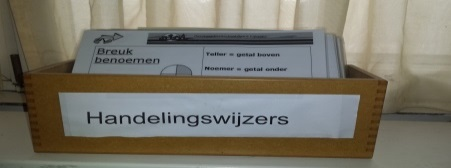 Breuk
benoemen
Teller = getal boven
Noemer = getal onder
Handelingswijzers